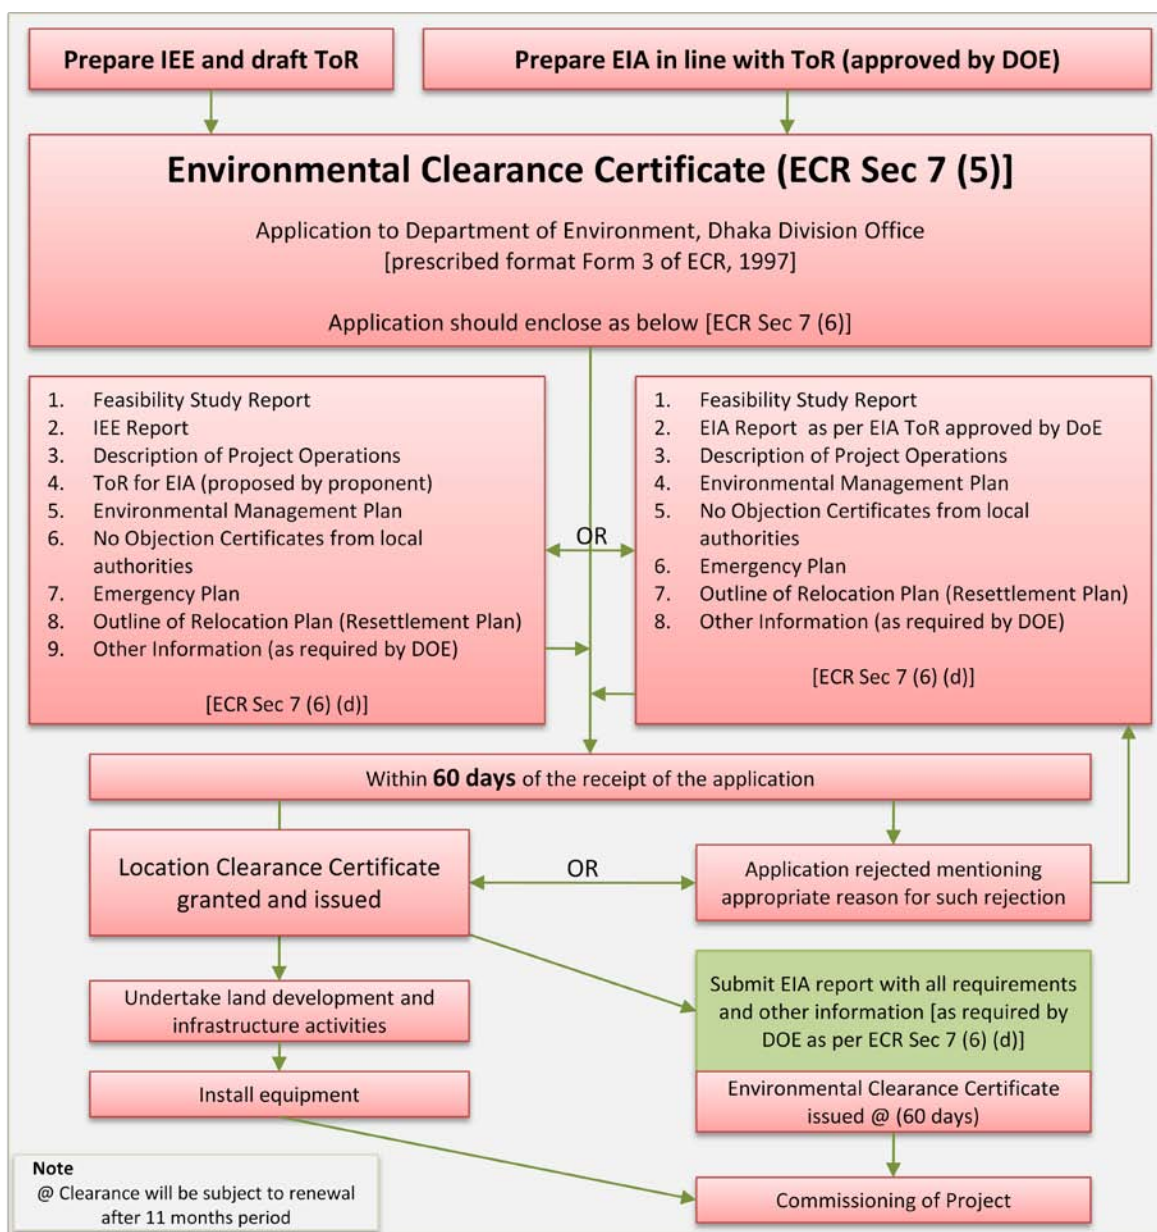 Prepare IEE and draft ToR
Prepare EIA in line with ToR (approved by DOE)
Environmental Clearance Certificate (ECR Sec 7 (5)]
Application to Department of Environment, Dhaka Division Office
[prescribed format Form 3 of ECR, 1997]
Application should enclose as below [ECR Sec 7 (6)]
1. Feasibility Study Report
2. IEE Report
3. Description of Project Operations
4. ToR for EIA (proposed by proponent)
5. Environmental Management Plan
6. No Objection Certificates from local
authorities
7. Emergency Plan
8. Outline of Relocation Plan (Resettlement Plan)
9. Other Information (as required by DOE)
[ECR Sec 7 (6) (d)]
OR
1. Feasibility Study Report
2. EIA Report as per EIA ToR approved by DoE
3. Description of Project Operations
4. Environmental Management Plan
5. No Objection Certificates from local
authorities
6. Emergency Plan
7. Outline of Relocation Plan (Resettlement Plan)
8. Other Information (as required by DOE)
[ECR Sec 7 (6) (d)]
Within 60 days of the receipt of the application
Location Clearance Certificate
granted and issued
OR
Application rejected mentioning
appropriate reason for such rejection
Undertake land development and
infrastructure activities
Submit EIA report with all requirements
and other information [as required by
DOE as per ECR Sec 7 (6) (d)]
Install equipment
Environmental Clearance Certificate
issued @ (60 days)
Note
@ Clearance will be subject to renewal
after 11 months period
Commissioning of Project